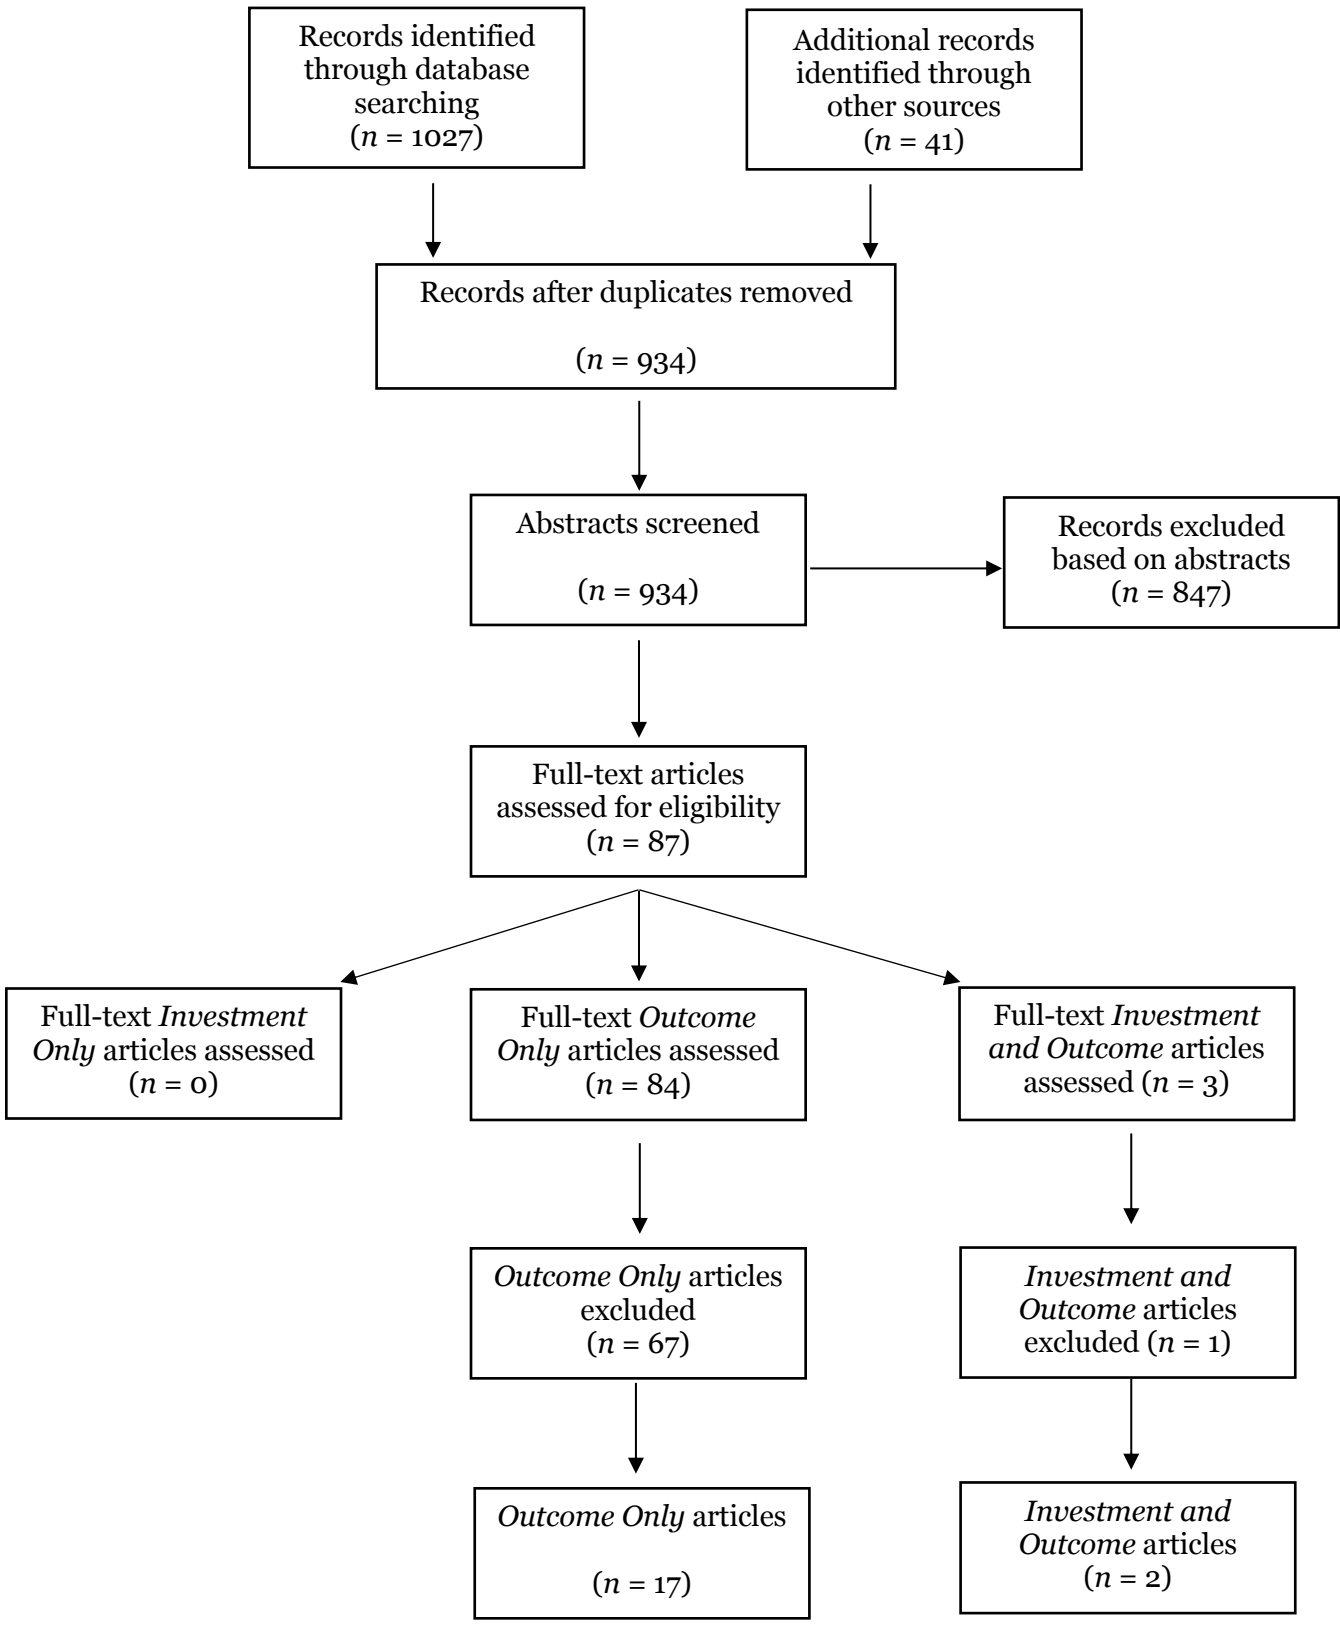 Records identified
through database
searching
(n = 1027)
Additional records
identified through
other sources
(n = 41)
Records after duplicates removed
(n = 934)
Abstracts screened
(n = 934)
Records excluded
based on abstracts
(n = 847)
Full-text articles
assessed for eligibility
(n = 87)
Full-text Investment
Only articles assessed
(n = 0)
Full-text Outcome
Only articles assessed
(n = 84)
Full-text Investment
and Outcome articles
assessed (n = 3)
Outcome Only articles
excluded
(n = 67)
Investment and
Outcome articles
excluded (n = 1)
Outcome Only articles
(n = 17)
Investment and
Outcome articles
(n = 2)